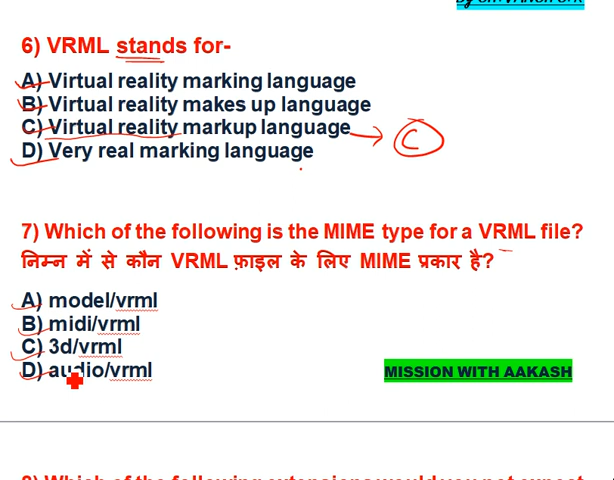 6) VRML stands for-
A) Virtual reality marking language
B) Virtual reality makes up language
C) Virtual reality markup language
C
D) Very real marking language
7) Which of the following is the MIME type for a VRML file?
निम्न में से कौन VRML फ़ाइल के लिए MIME प्रकार है?
A) model/vrml
B) midi/vrml
C) 3d/vrml
D) audio/vrml
MISSION WITH AAKASH